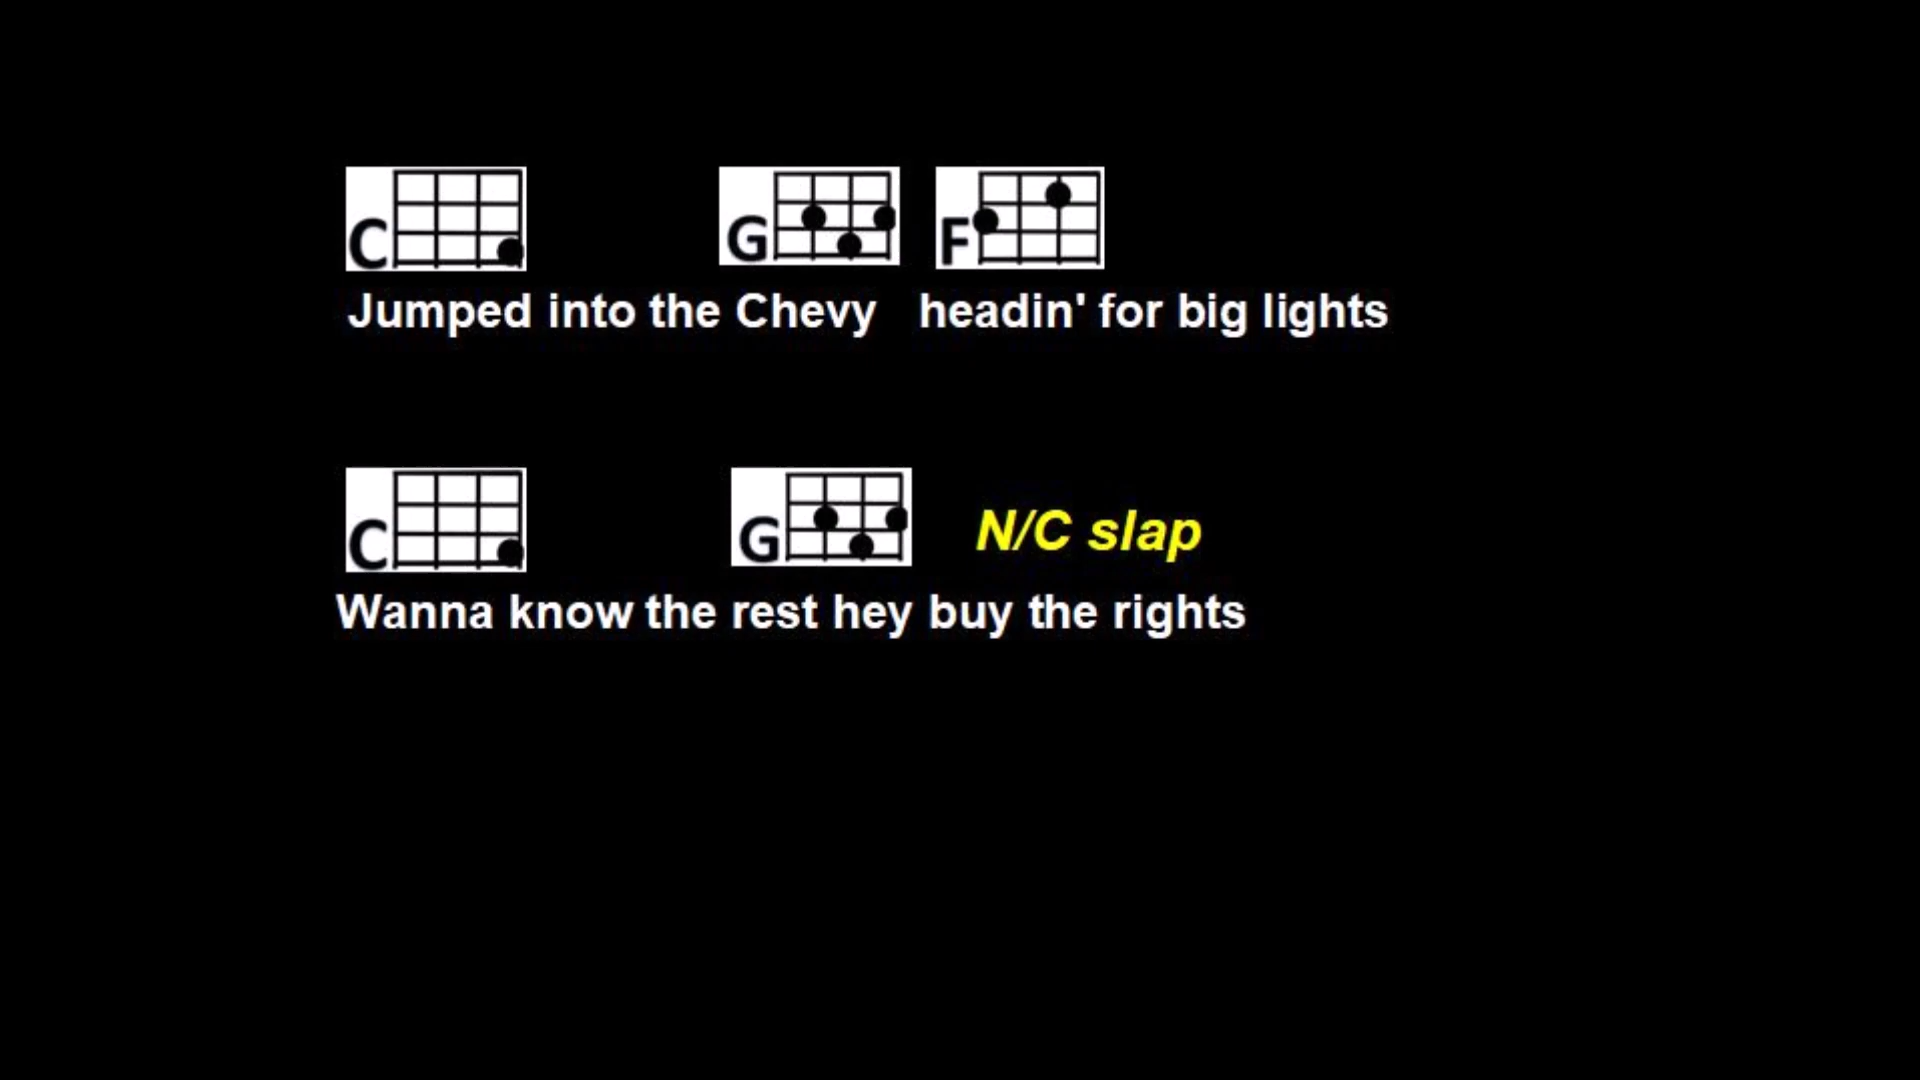 C G F
Jumped into the Chevy headin' for big lights
C G N/C slap
Wanna know the rest hey buy the rights